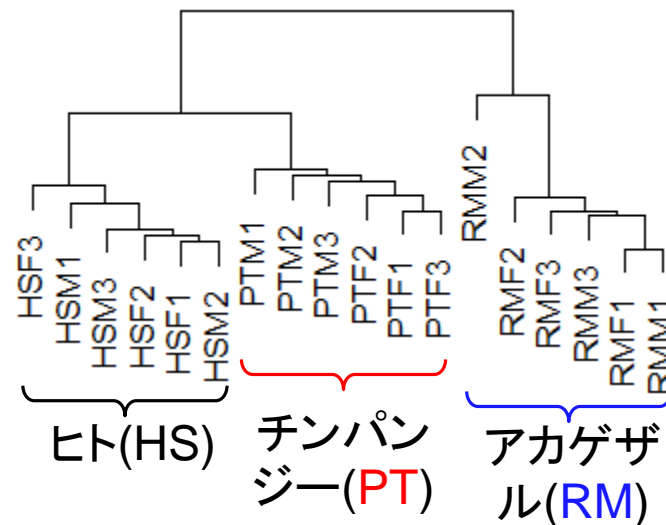 HSF3
HSM1
HSM3
HSF2
HSF1
HSM2
PTM1
PTM2
PTM3
PTF2
PTF1
PTF3
RMM2
RMF2
RMF3
RMM3
RMF1
RMM1
ヒト(HS)
チンパン
ジー(PT)
アカゲザ
ル(RM)